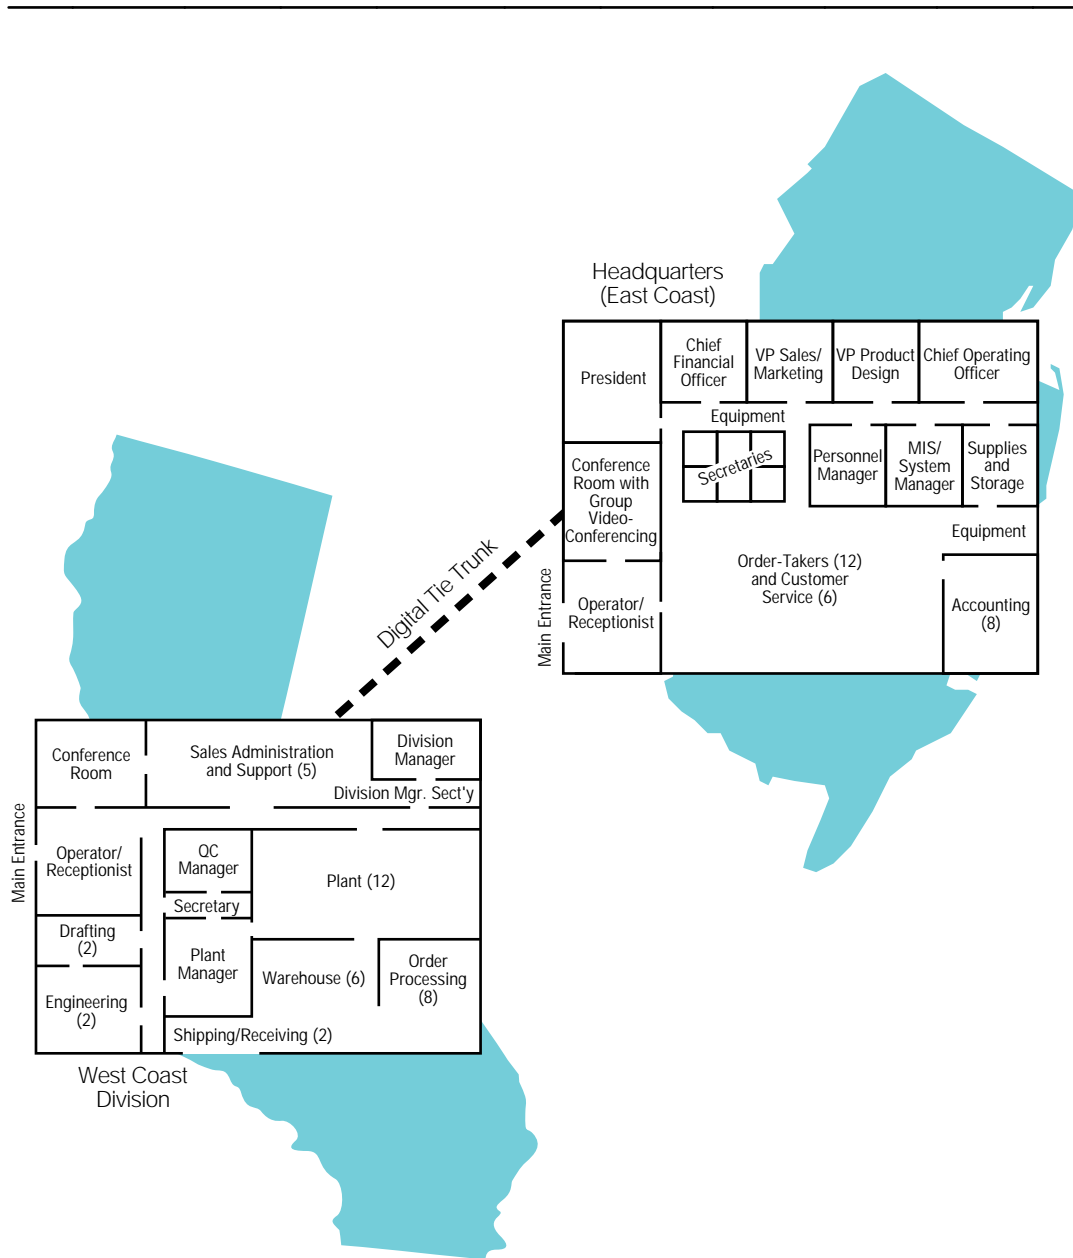 Headquarters
(East Coast)
President
Chief
Financial
Officer
VP Sales/
Marketing
VP Product
Design
Chief Operating
Officer
Equipment
Secretaries
Personnel
Manager
MIS/
System
Manager
Supplies
and
Storage
Conference
Room with
Group
Video-
Conferencing
Equipment
Order-Takers (12)
and Customer
Service (6)
Main Entrance
Operator/
Receptionist
Accounting
(8)
Digital Tie Trunk
Conference
Room
Sales Administration
and Support (5)
Division
Manager
Division Mgr. Sect'y
Main Entrance
Operator/
Receptionist
QC
Manager
Plant (12)
Secretary
Drafting
(2)
Plant
Manager
Warehouse (6)
Order
Processing
(8)
Engineering
(2)
Shipping/Receiving (2)
West Coast
Division